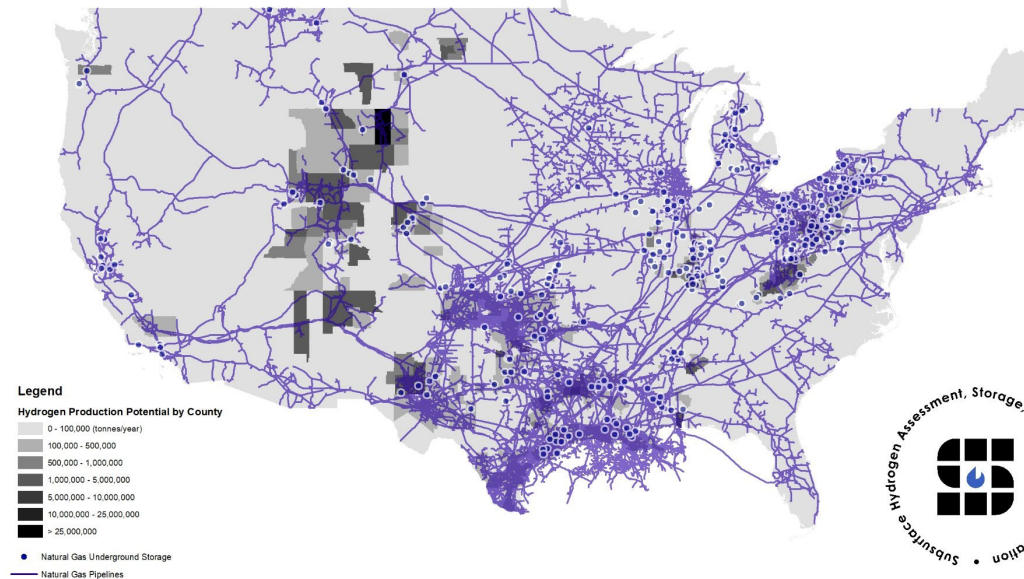 Legend
Hydrogen Production Potential by County
0 - 100,000 (tonnes/year)
100,000 - 500,000
500,000 - 1,000,000
1,000,000 - 5,000,000
5,000,000 - 10,000,000
10,000,000 - 25,000,000
> 25,000,000
Natural Gas Underground Storage
Natural Gas Pipelines
Subsurface Hydrogen Assessment, Storage,
ation